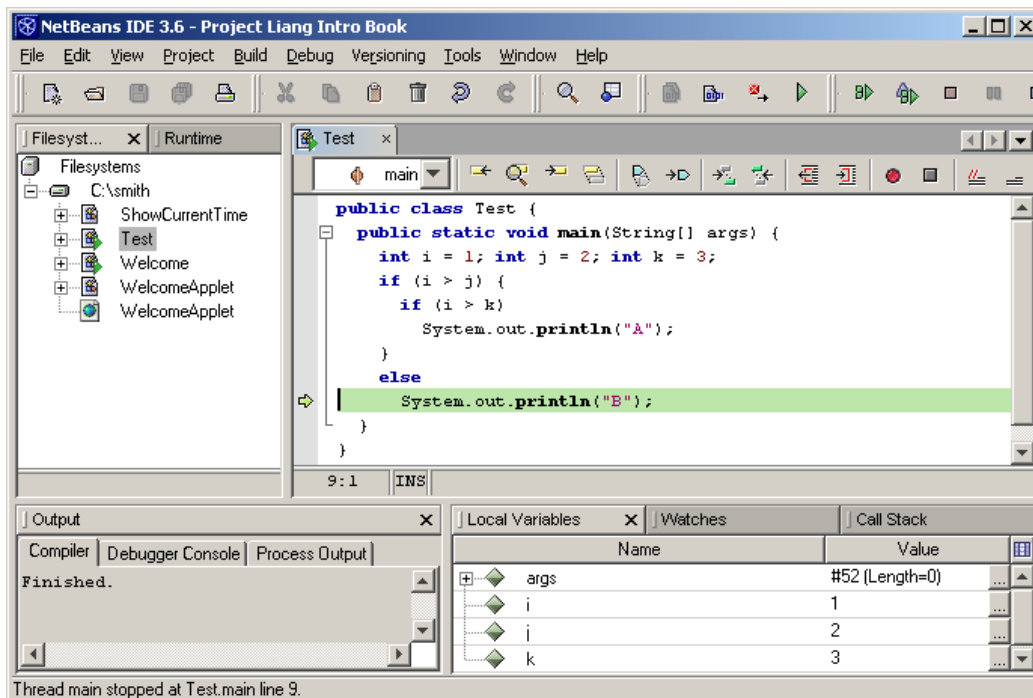 NetBeans IDE 3.6 - Project Liang Intro Book
File Edit View Project Build Debug Versioning Tools Window Help
Filesyst... Runtime
Filesystems
C:\smith
ShowCurrentTime
Test
Welcome
WelcomeApplet
WelcomeApplet
Test
main
public class Test {
public static void main(String[] args) {
int i = 1; int j = 2; int k = 3;
if (i > j) {
if (i > k)
System.out.println("A");
}
else
System.out.println("B");
}
}
9:1 INS
Output
Compiler Debugger Console Process Output
Finished.
Local Variables Watches Call Stack
Name Value
args #52 (Length=0) ...
i 1 ...
j 2 ...
k 3 ...
Thread main stopped at Test.main line 9.